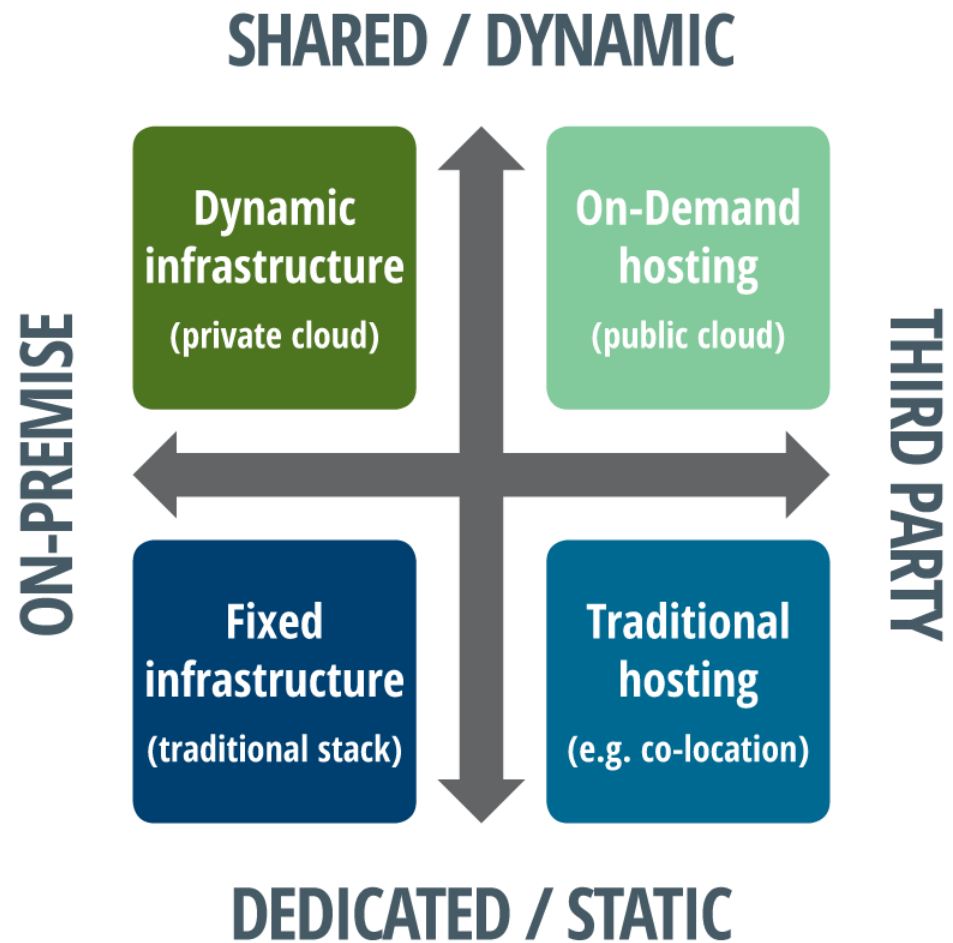 SHARED / DYNAMIC
Dynamic
infrastructure
(private cloud)
On-Demand
hosting
(public cloud)
ON-PREMISE
THIRD PARTY
Fixed
infrastructure
(traditional stack)
Traditional
hosting
(e.g. co-location)
DEDICATED / STATIC